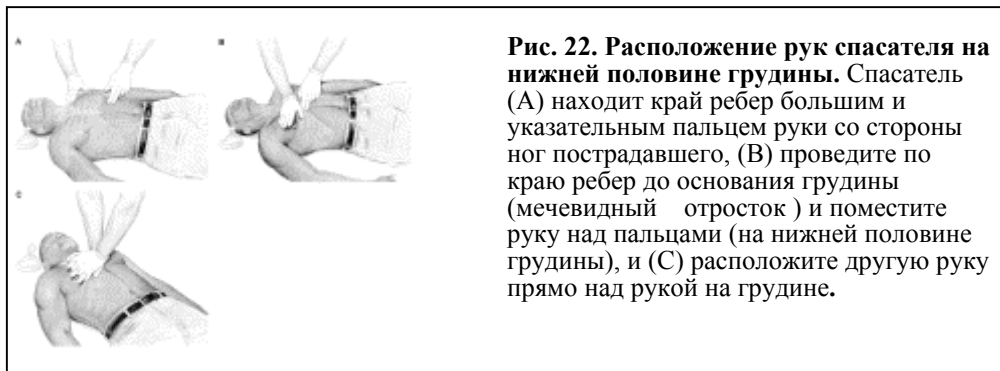 A
B
Рис. 22. Расположение рук спасателя на
нижней половине грудины. Спасатель
(А) находит край ребер большим и
указательным пальцем руки со стороны
ног пострадавшего, (В) проведите по
краю ребер до основания грудины
(мечевидный отросток ) и поместите
руку над пальцами (на нижней половине
грудины), и (С) расположите другую руку
прямо над рукой на грудине.
C